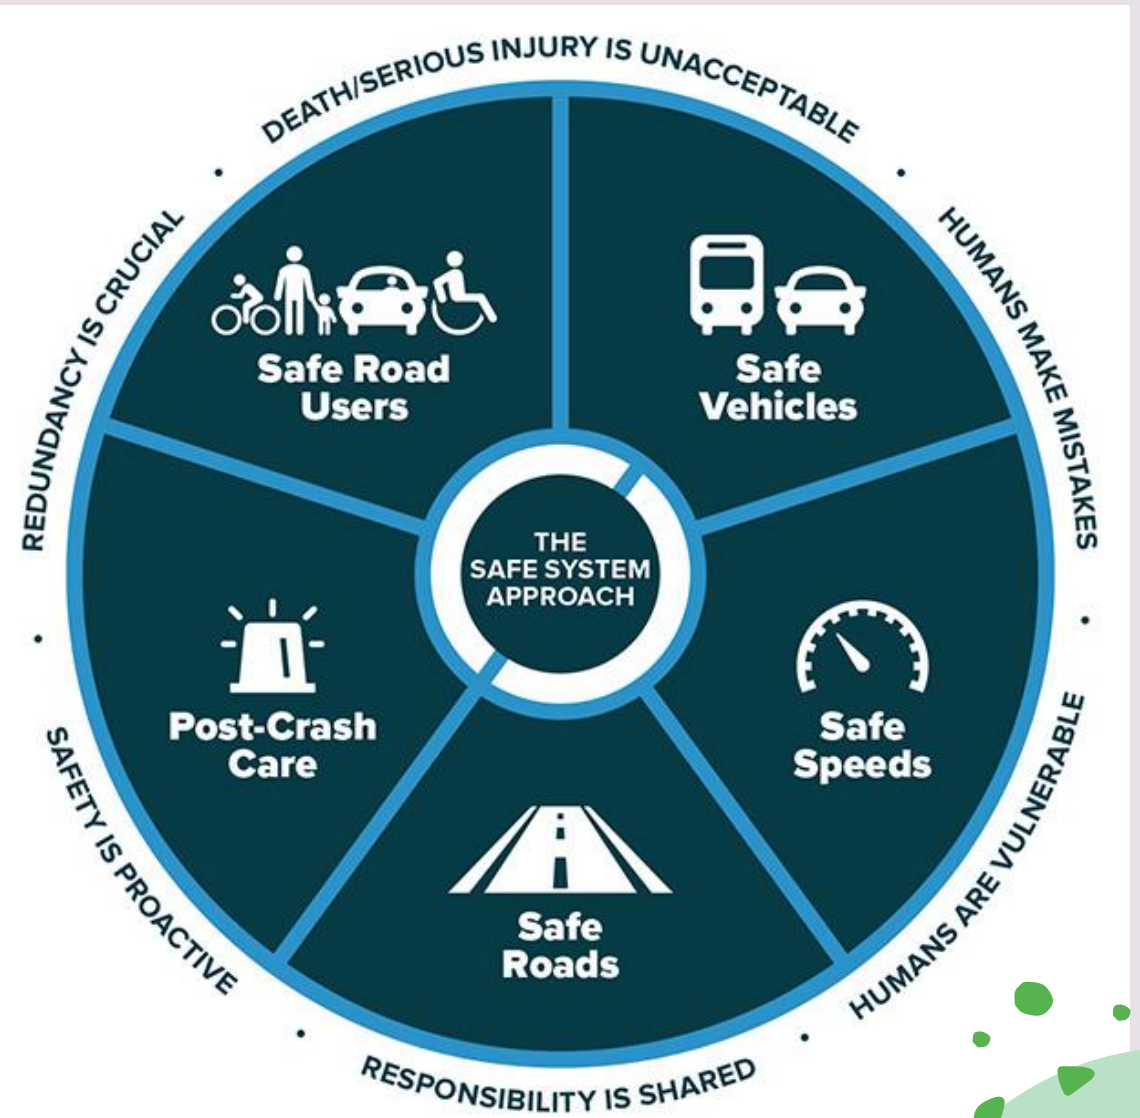 DEATH/SERIOUS INJURY IS UNACCEPTABLE
HUMANS MAKE MISTAKES
HUMANS ARE VULNERABLE
RESPONSIBILITY IS SHARED
SAFETY IS PROACTIVE
REDUNDANCY IS CRUCIAL
Safe Road
Users
Safe
Vehicles
THE
SAFE SYSTEM
APPROACH
Post-Crash
Care
Safe
Speeds
Safe
Roads